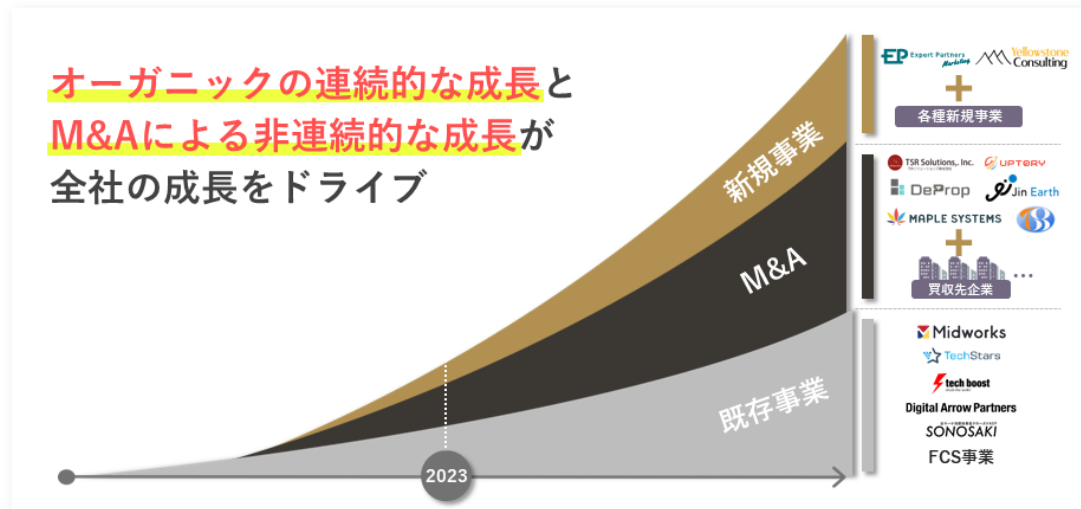 オーガニックの連続的な成長と
M&Aによる非連続的な成長が
全社の成長をドライブ
新規事業
M&A
既存事業
2023
EP Expert Partners
Marketing
Yellowstone
Consulting
+
各種新規事業
TSR Solutions,. Inc.
UPTORY
DeProp
Jin Earth
MAPLE SYSTEMS
+
...
買収先企業
Midworks
TechStars
tech boost
Digital Arrow Partners
SONOSAKI
FCS事業